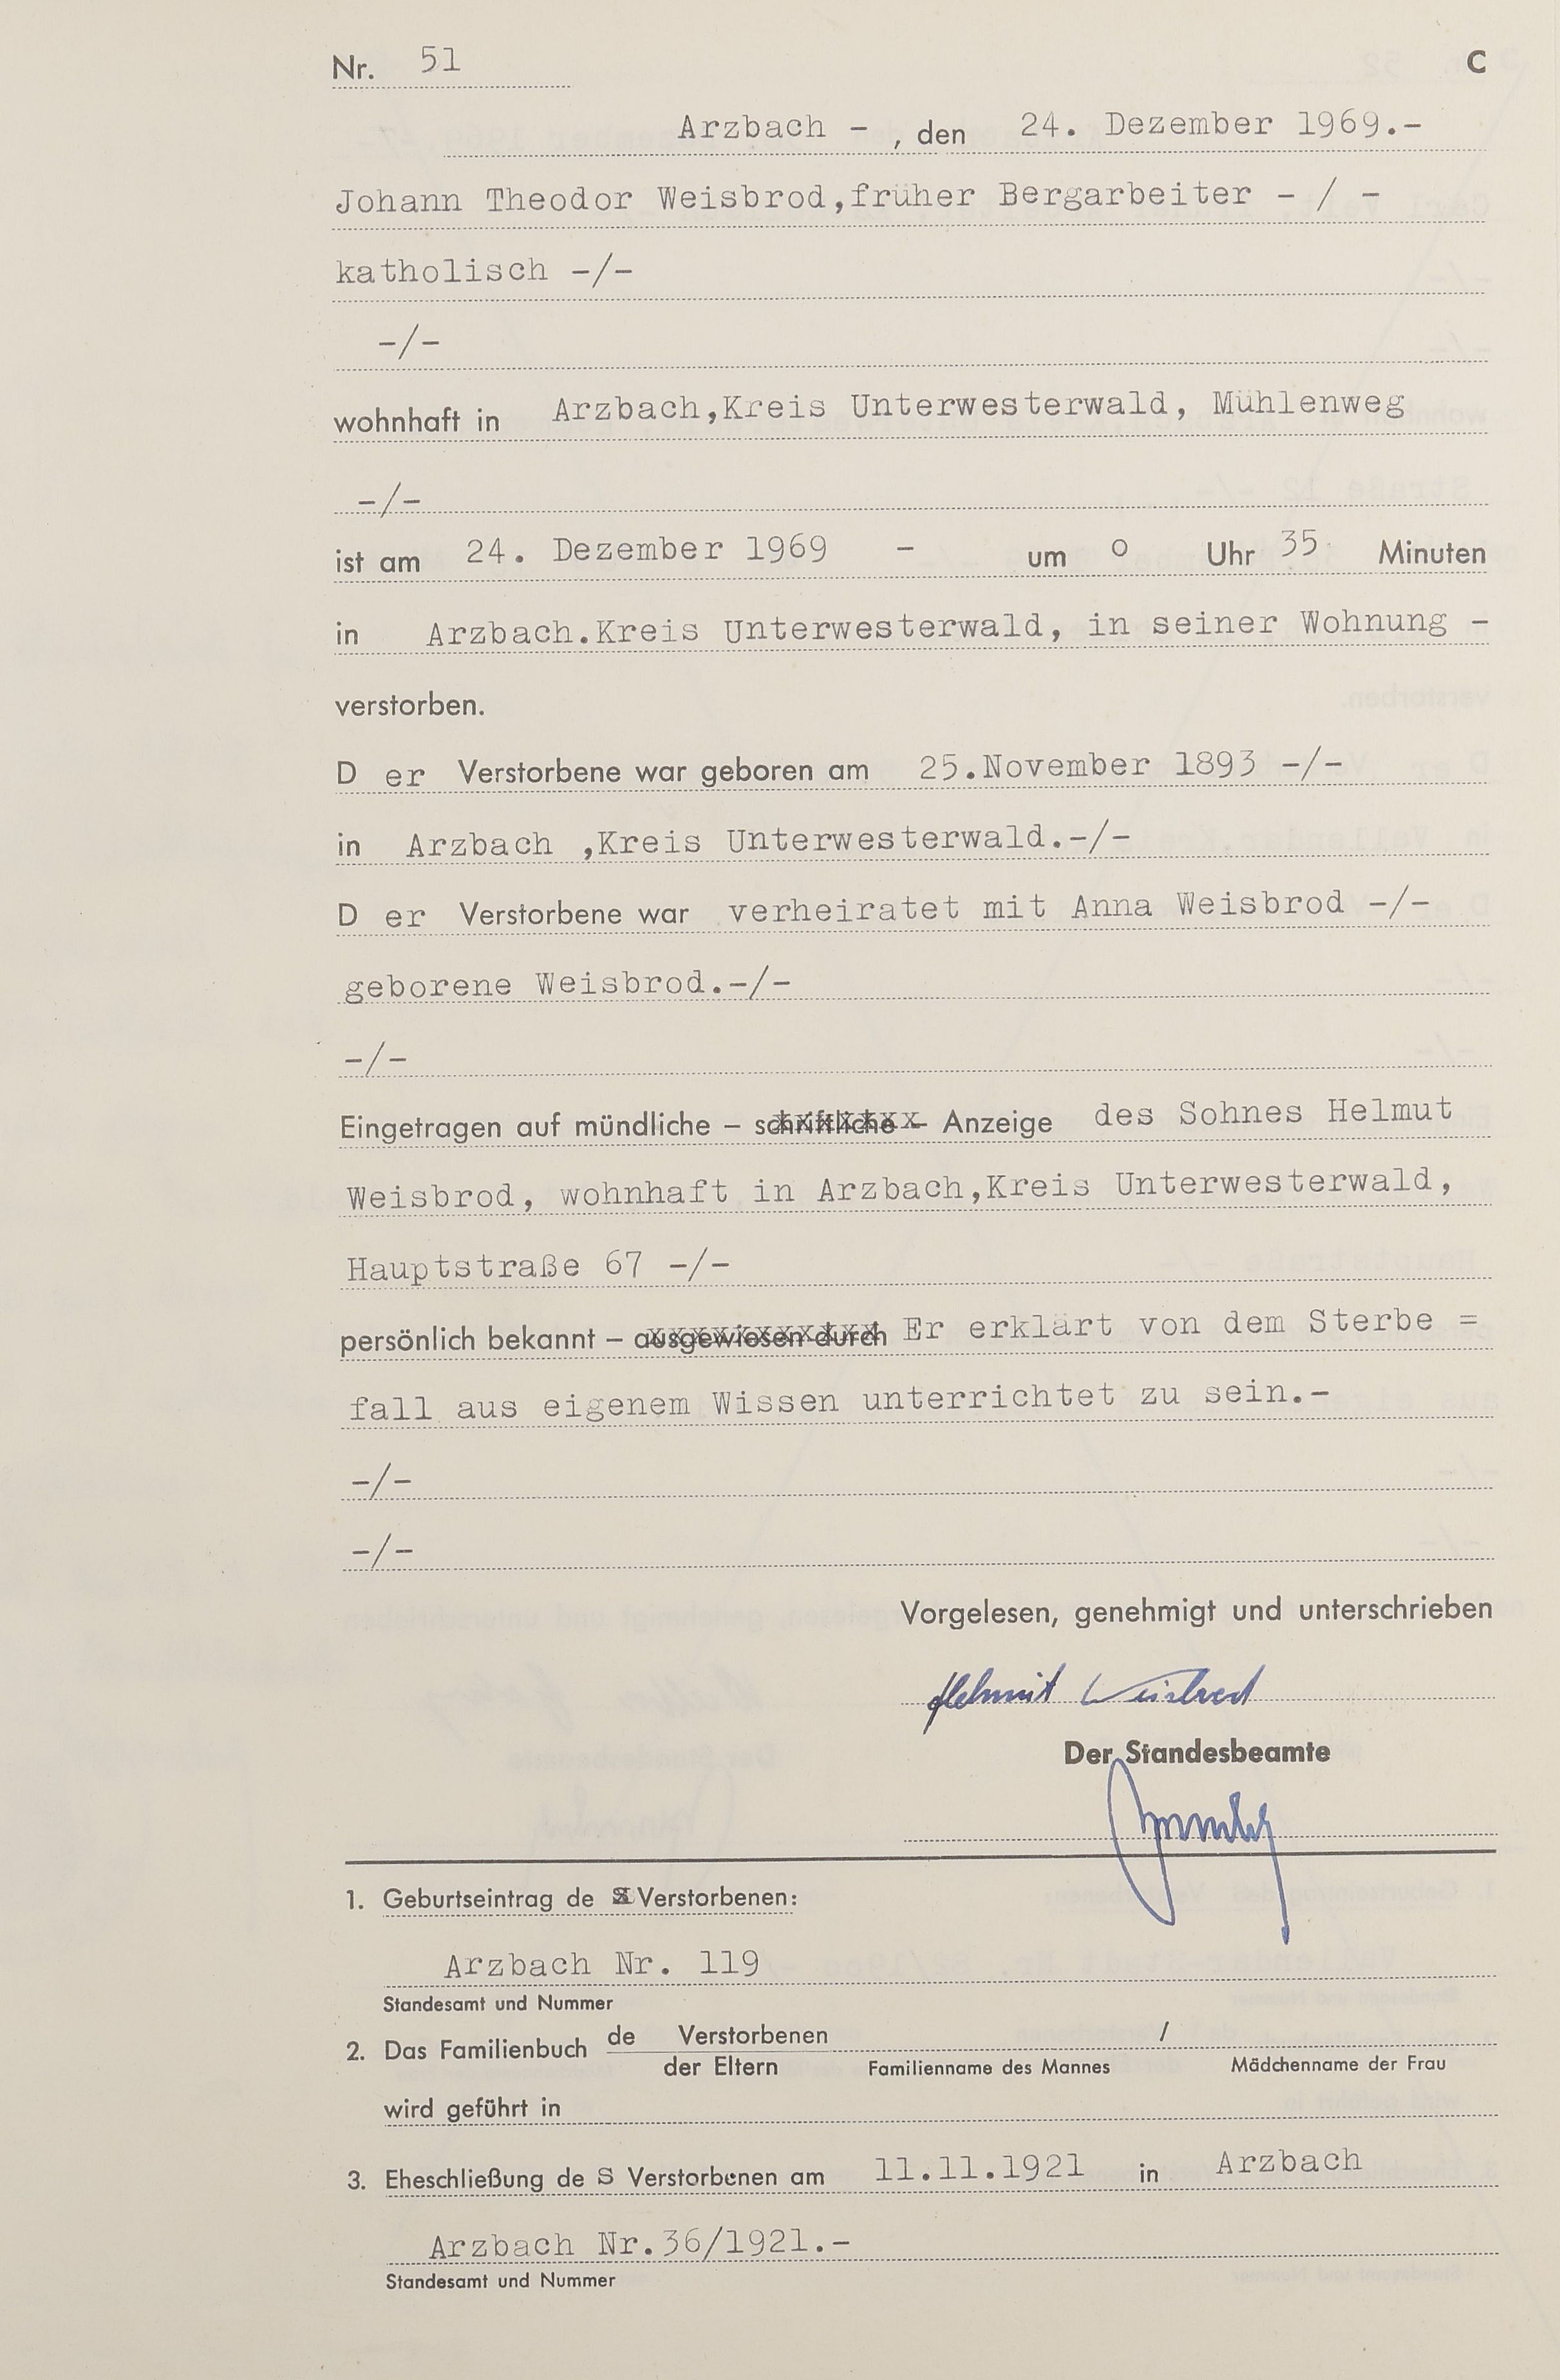 Nr. 51
C
Arzbach - , den 24. Dezember 1969.-
Johann Theodor Weisbrod,früher Bergarbeiter - / -
katholisch -/-
-/-
wohnhaft in Arzbach,Kreis Unterwesterwald, Mühlenweg
-/-
ist am 24. Dezember 1969 - um o Uhr 35 Minuten
in Arzbach.Kreis Unterwesterwald, in seiner Wohnung -
verstorben.
D er Verstorbene war geboren am 25.November 1893 -/-
in Arzbach ,Kreis Unterwesterwald.-/-
D er Verstorbene war verheiratet mit Anna Weisbrod -/-
geborene Weisbrod.-/-
-/-
Eingetragen auf mündliche – schriftliche – Anzeige des Sohnes Helmut
Weisbrod, wohnhaft in Arzbach,Kreis Unterwesterwald,
Hauptstraße 67 -/-
persönlich bekannt – ausgewiesen durch Er erklärt von dem Sterbe =
fall aus eigenem Wissen unterrichtet zu sein.-
-/-
-/-
Vorgelesen, genehmigt und unterschrieben
Helmut Weisbrod
Der Standesbeamte
1. Geburtseintrag de s Verstorbenen:
Arzbach Nr. 119
Standesamt und Nummer
2. Das Familienbuch de Verstorbenen /
der Eltern Familienname des Mannes Mädchenname der Frau
wird geführt in
3. Eheschließung de S Verstorbenen am 11.11.1921 in Arzbach
Arzbach Nr.36/1921.-
Standesamt und Nummer